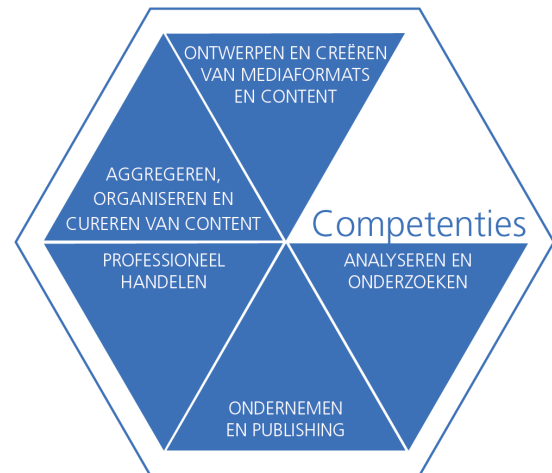 ONTWERPEN EN CREËREN
VAN MEDIAFORMATS
EN CONTENT
AGGREGEREN,
ORGANISEREN EN
CUREREN VAN CONTENT
Competenties
PROFESSIONEEL
HANDELEN
ANALYSEREN EN
ONDERZOEKEN
ONDERNEMEN
EN PUBLISHING